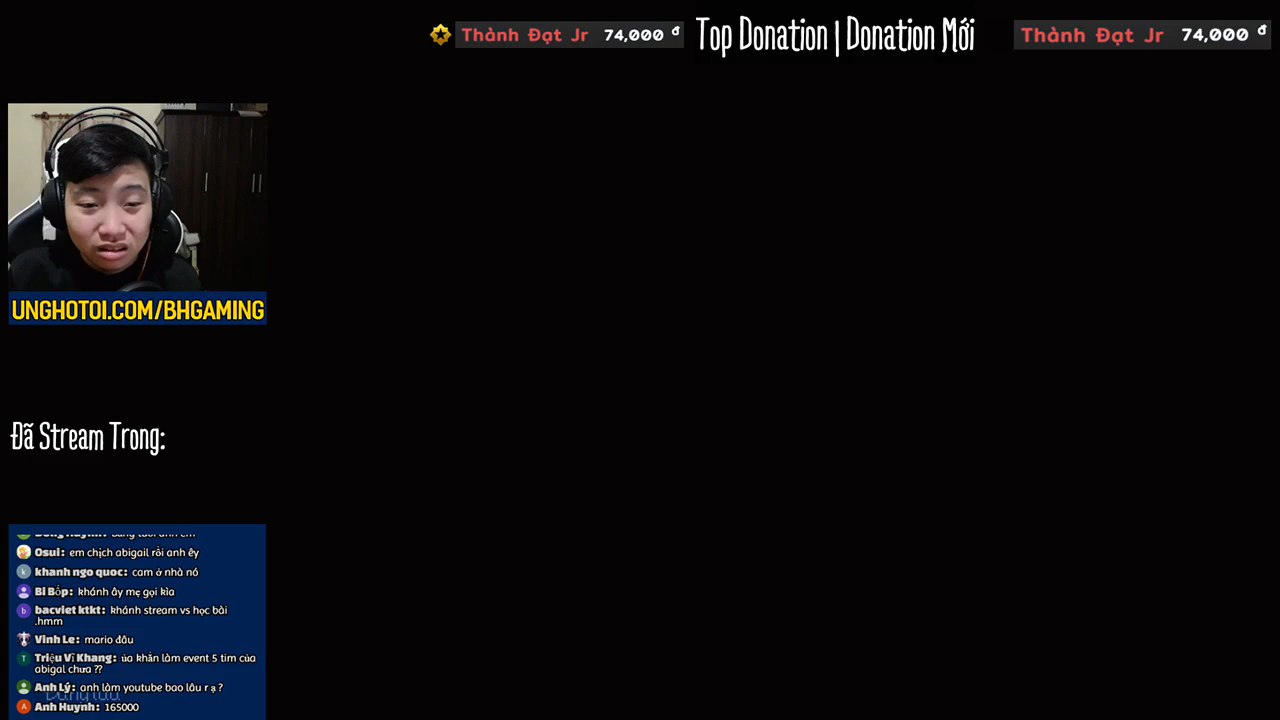 Thành Đạt Jr 74,000 đ
Top Donation | Donation Mới
Thành Đạt Jr 74,000 đ
UNGHOTOI.COM/BHGAMING
Đã Stream Trong:
Osui: em chịch abigail rồi anh êy
khanh ngo quoc: cam ở nhà nó
Bi Bốp: khánh ây mẹ gọi kìa
bacviet ktkt: khánh stream vs học bài
.hmm
Vinh Le: mario đâu
Triệu Vĩ Khang: ủa khắn làm event 5 tim của
abigal chưa ??
Anh Lý: anh làm youtube bao lâu r ạ ?
Anh Huynh: 165000